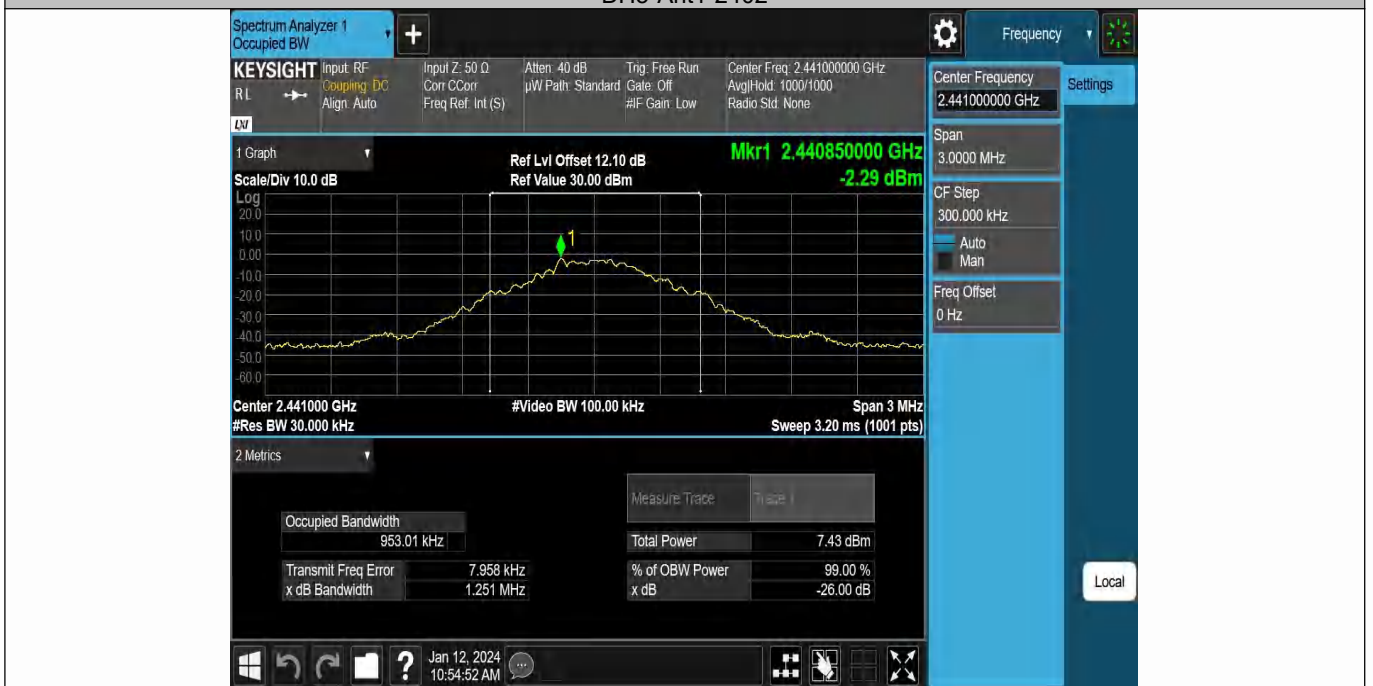 Spectrum Analyzer 1
Occupied BW
+
Frequency
KEYSIGHT
RL
LXI
Input: RF
Coupling: DC
Align: Auto
Input Z: 50 Ω
Corr CCorr
Freq Ref: Int (S)
Atten: 40 dB
µW Path: Standard
Trig: Free Run
Gate: Off
#IF Gain: Low
Center Freq: 2.441000000 GHz
Avg|Hold: 1000/1000
Radio Std: None
Center Frequency
2.441000000 GHz
Settings
Span
3.0000 MHz
CF Step
300.000 kHz
Auto
Man
Freq Offset
0 Hz
Local
1 Graph
Scale/Div 10.0 dB
Ref Lvl Offset 12.10 dB
Ref Value 30.00 dBm
Mkr1 2.440850000 GHz
-2.29 dBm
Log
20.0
10.0
0.00
-10.0
-20.0
-30.0
-40.0
-50.0
-60.0
1
Center 2.441000 GHz
#Res BW 30.000 kHz
#Video BW 100.00 kHz
Span 3 MHz
Sweep 3.20 ms (1001 pts)
2 Metrics
Measure Trace
Trace 1
Occupied Bandwidth
953.01 kHz
Total Power
7.43 dBm
Transmit Freq Error
7.958 kHz
% of OBW Power
99.00 %
x dB Bandwidth
1.251 MHz
x dB
-26.00 dB
?
Jan 12, 2024
10:54:52 AM